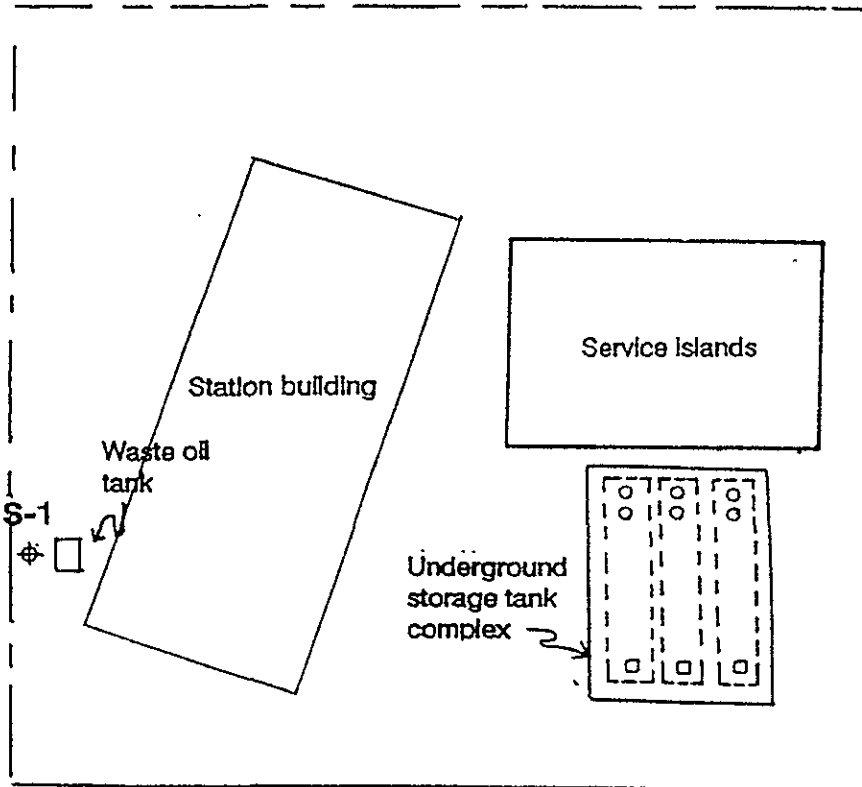 Service Islands
Station building
Waste oil
tank
S-1
Underground
storage tank
complex